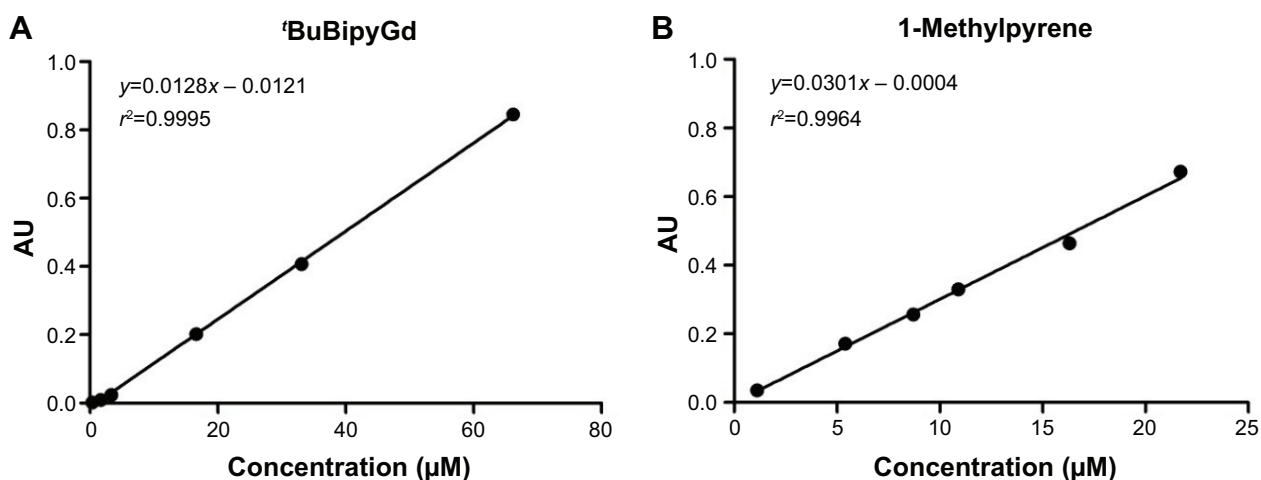 A
ᵗBuBipyGd
y=0.0128x – 0.0121
r²=0.9995
1.0
0.8
0.6
0.4
0.2
0.0
AU
0 20 40 60 80
Concentration (µM)
B
1-Methylpyrene
y=0.0301x – 0.0004
r²=0.9964
1.0
0.8
0.6
0.4
0.2
0.0
AU
0 5 10 15 20 25
Concentration (µM)